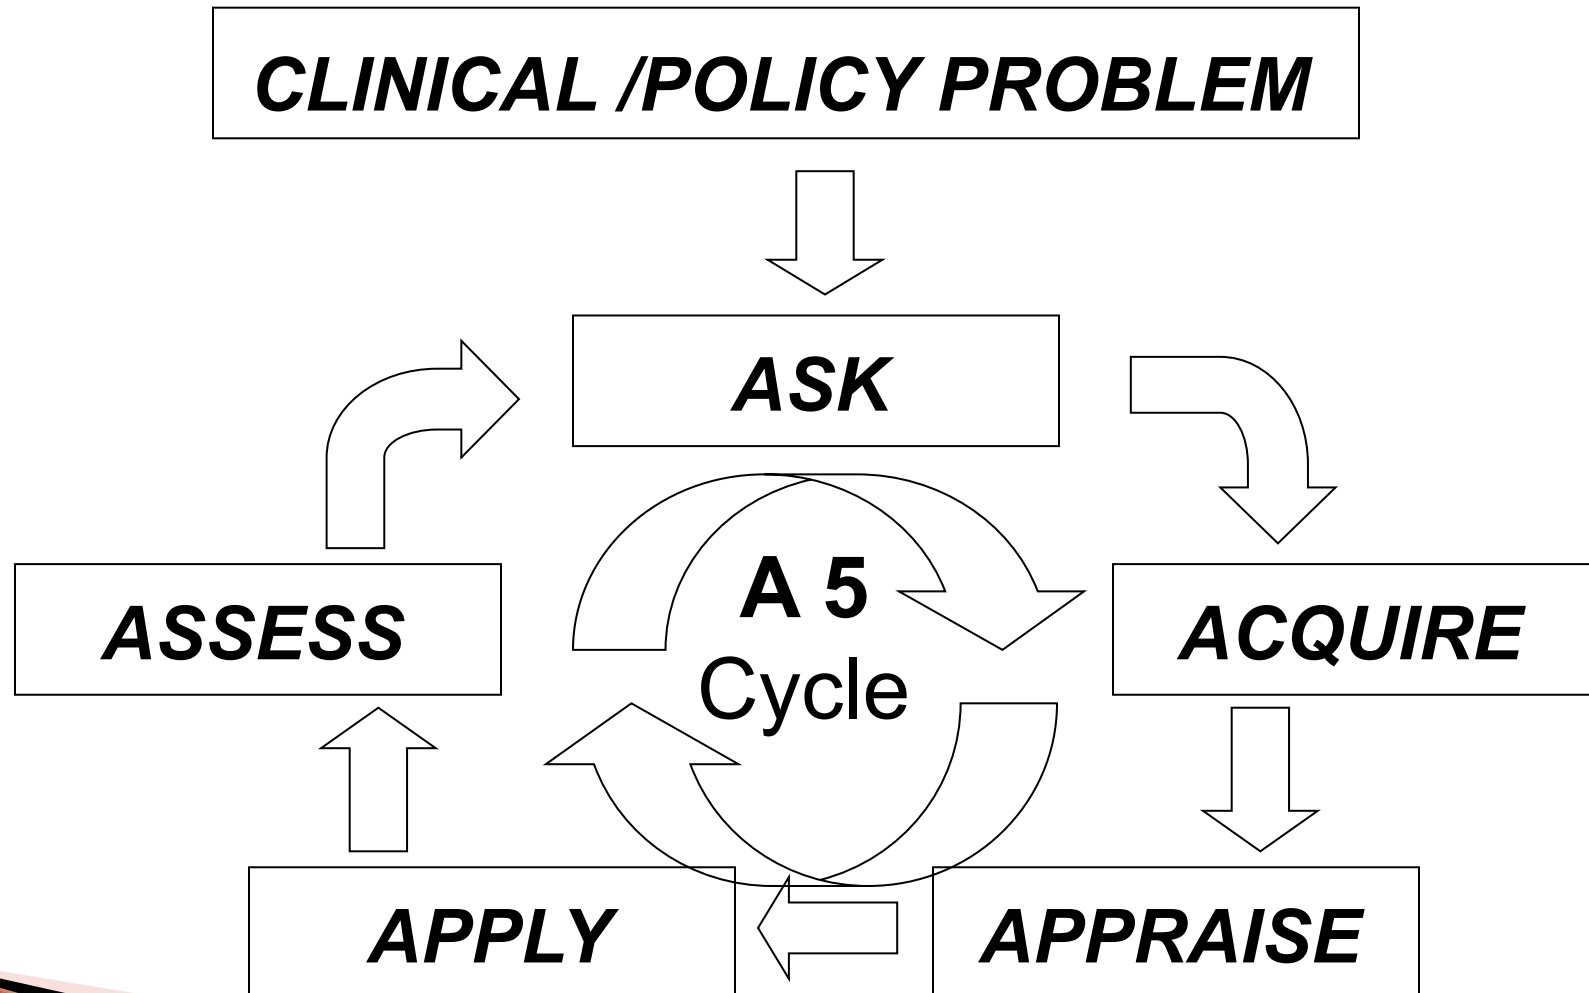 CLINICAL /POLICY PROBLEM
ASK
A 5
Cycle
ASSESS
ACQUIRE
APPLY
APPRAISE